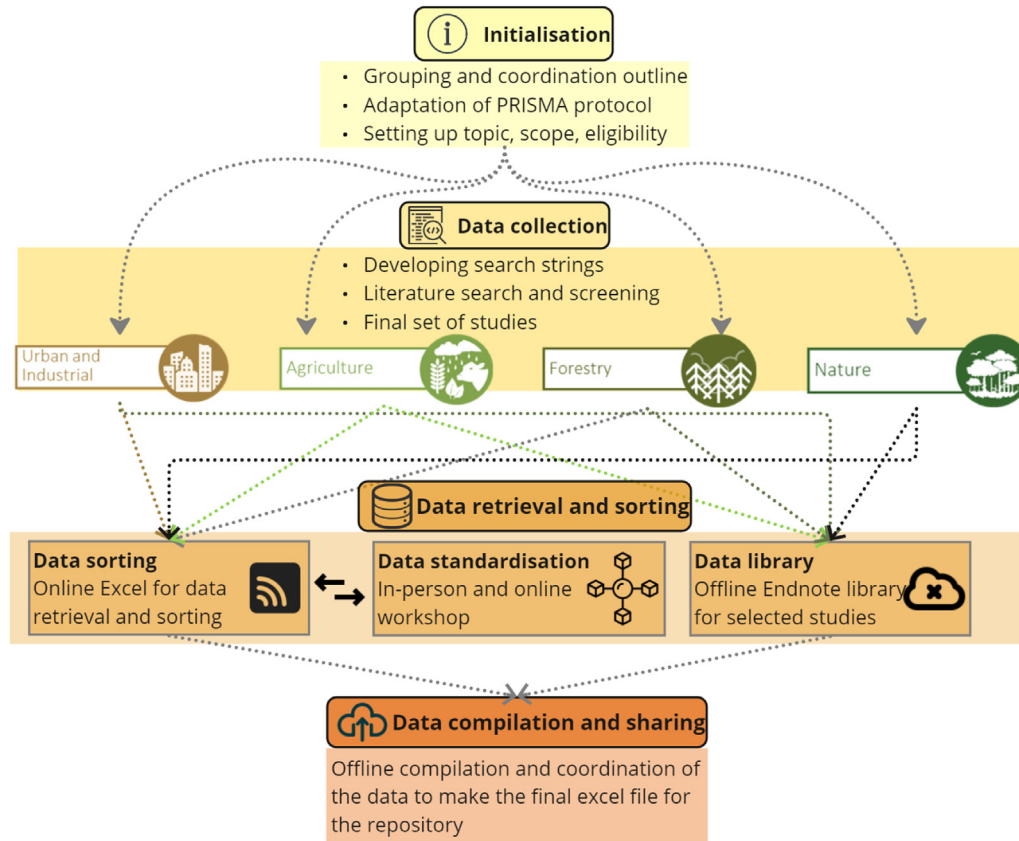 Initialisation
• Grouping and coordination outline
• Adaptation of PRISMA protocol
• Setting up topic, scope, eligibility
Data collection
• Developing search strings
• Literature search and screening
• Final set of studies
Urban and
Industrial
Agriculture
Forestry
Nature
Data retrieval and sorting
Data sorting
Online Excel for data
retrieval and sorting
Data standardisation
In-person and online
workshop
Data library
Offline Endnote library
for selected studies
Data compilation and sharing
Offline compilation and coordination of
the data to make the final excel file for
the repository